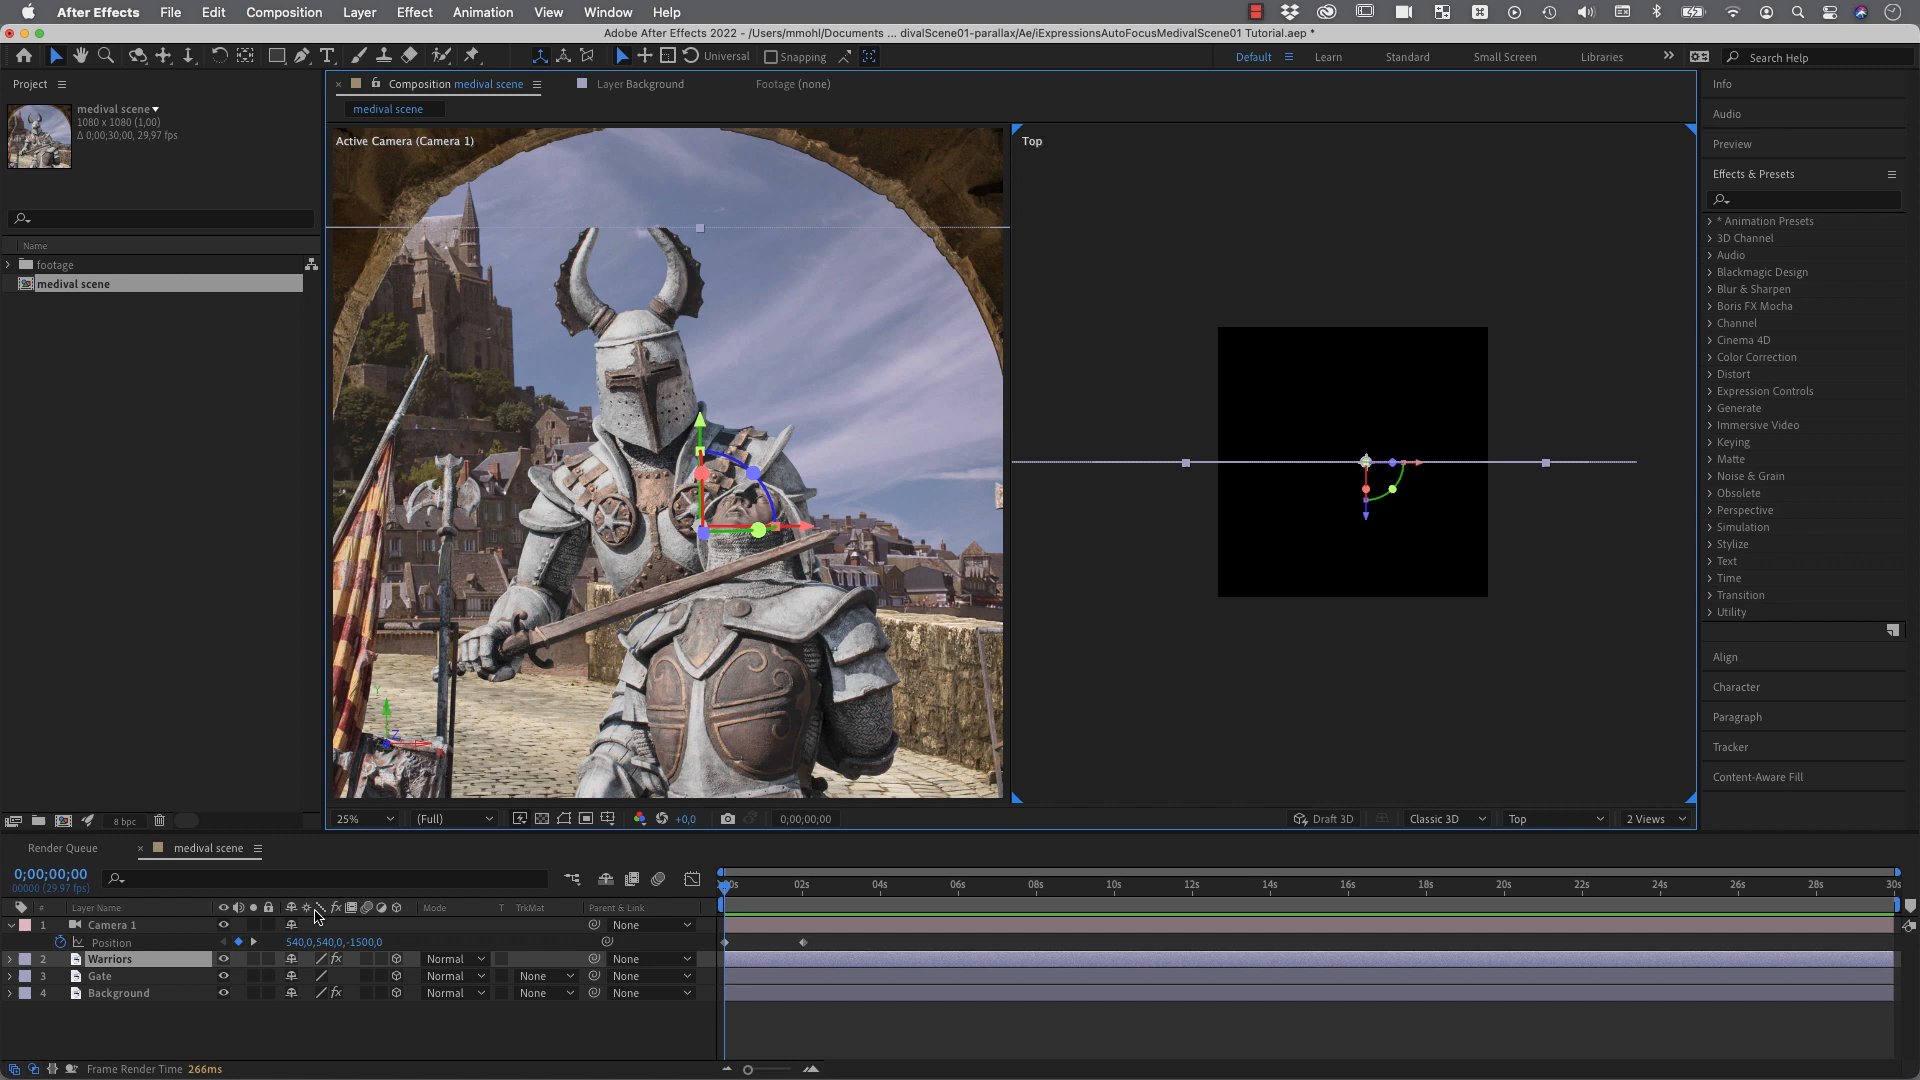 After Effects File Edit Composition Layer Effect Animation View Window Help
Adobe After Effects 2022 - /Users/mmohl/Documents ... divalScene01-parallax/Ae/iExpressionsAutoFocusMedivalScene01 Tutorial.aep *
Universal Snapping Default Learn Standard Small Screen Libraries Search Help
Project
medival scene
1080 x 1080 (1,00)
Δ 0;00;30;00, 29,97 fps
Name
footage
medival scene
8 bpc
Composition medival scene
Layer Background
Footage (none)
medival scene
Active Camera (Camera 1)
Top
25% (Full) +0,0 0;00;00;00 Draft 3D Classic 3D Top 2 Views
Info
Audio
Preview
Effects & Presets
* Animation Presets
3D Channel
Audio
Blackmagic Design
Blur & Sharpen
Boris FX Mocha
Channel
Cinema 4D
Color Correction
Distort
Expression Controls
Generate
Immersive Video
Keying
Matte
Noise & Grain
Obsolete
Perspective
Simulation
Stylize
Text
Time
Transition
Utility
Align
Character
Paragraph
Tracker
Content-Aware Fill
Render Queue medival scene
0;00;00;00
00000 (29.97 fps)
:00s 02s 04s 06s 08s 10s 12s 14s 16s 18s 20s 22s 24s 26s 28s 30s
# Layer Name fx Mode T TrkMat Parent & Link
1 Camera 1 None
Position 540,0,540,0,-1500,0
2 Warriors fx Normal None
3 Gate Normal None None
4 Background fx Normal None None
Frame Render Time 266ms
Y
Z